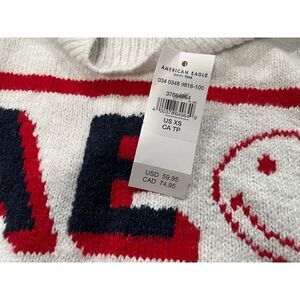 AMERICAN EAGLE
SINCE 1977
034 0348 9816-100
37864964
US XS
CA TP
USD 59.95
CAD 74.95
AE